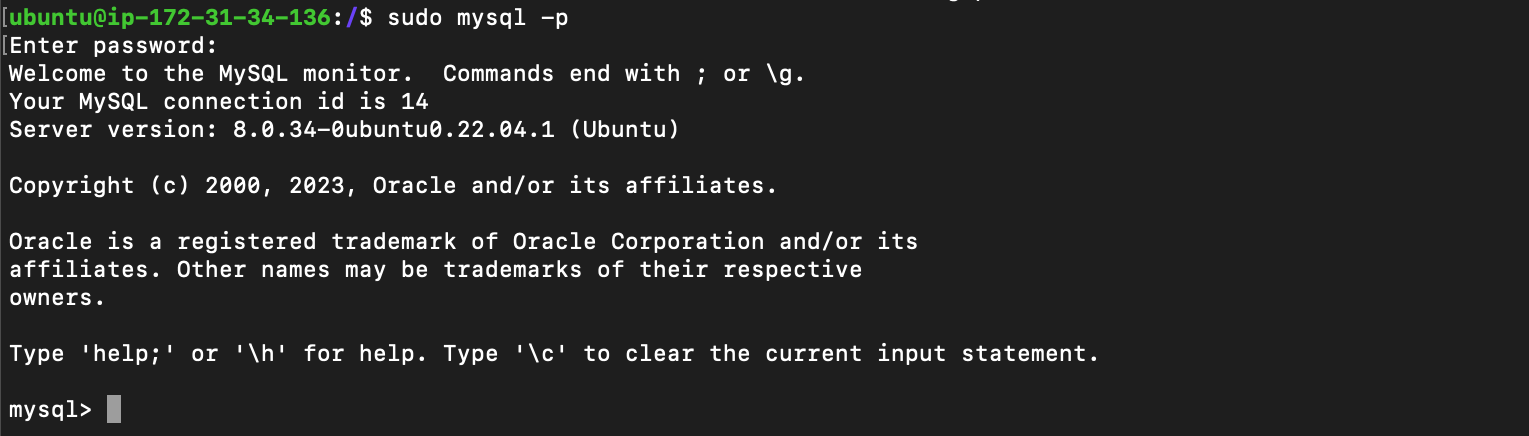 [ubuntu@ip-172-31-34-136:/$ sudo mysql -p
[Enter password:
Welcome to the MySQL monitor.  Commands end with ; or \g.
Your MySQL connection id is 14
Server version: 8.0.34-0ubuntu0.22.04.1 (Ubuntu)

Copyright (c) 2000, 2023, Oracle and/or its affiliates.

Oracle is a registered trademark of Oracle Corporation and/or its
affiliates. Other names may be trademarks of their respective
owners.

Type 'help;' or '\h' for help. Type '\c' to clear the current input statement.

mysql>